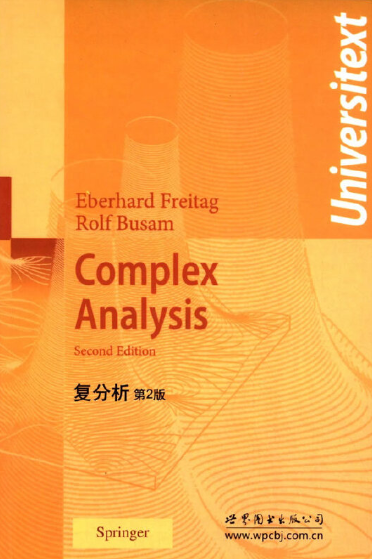 Universitext
Eberhard Freitag
Rolf Busam
Complex
Analysis
Second Edition
复分析 第2版
Springer
世界图书出版公司
www.wpcbj.com.cn